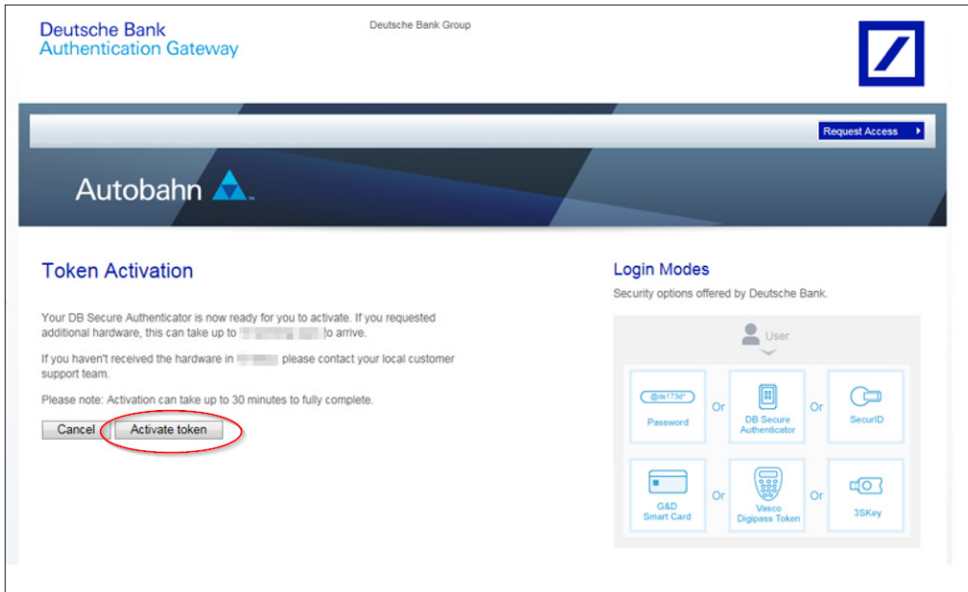 Deutsche Bank
Authentication Gateway
Deutsche Bank Group
Request Access
Autobahn
Token Activation
Your DB Secure Authenticator is now ready for you to activate. If you requested
additional hardware, this can take up to to arrive.
If you haven't received the hardware in please contact your local customer
support team.
Please note: Activation can take up to 30 minutes to fully complete.
Cancel
Activate token
Login Modes
Security options offered by Deutsche Bank.
User
@ds173d*
Password
Or
DB Secure
Authenticator
Or
SecurID
G&D
Smart Card
Or
Vasco
Digipass Token
Or
3SKey